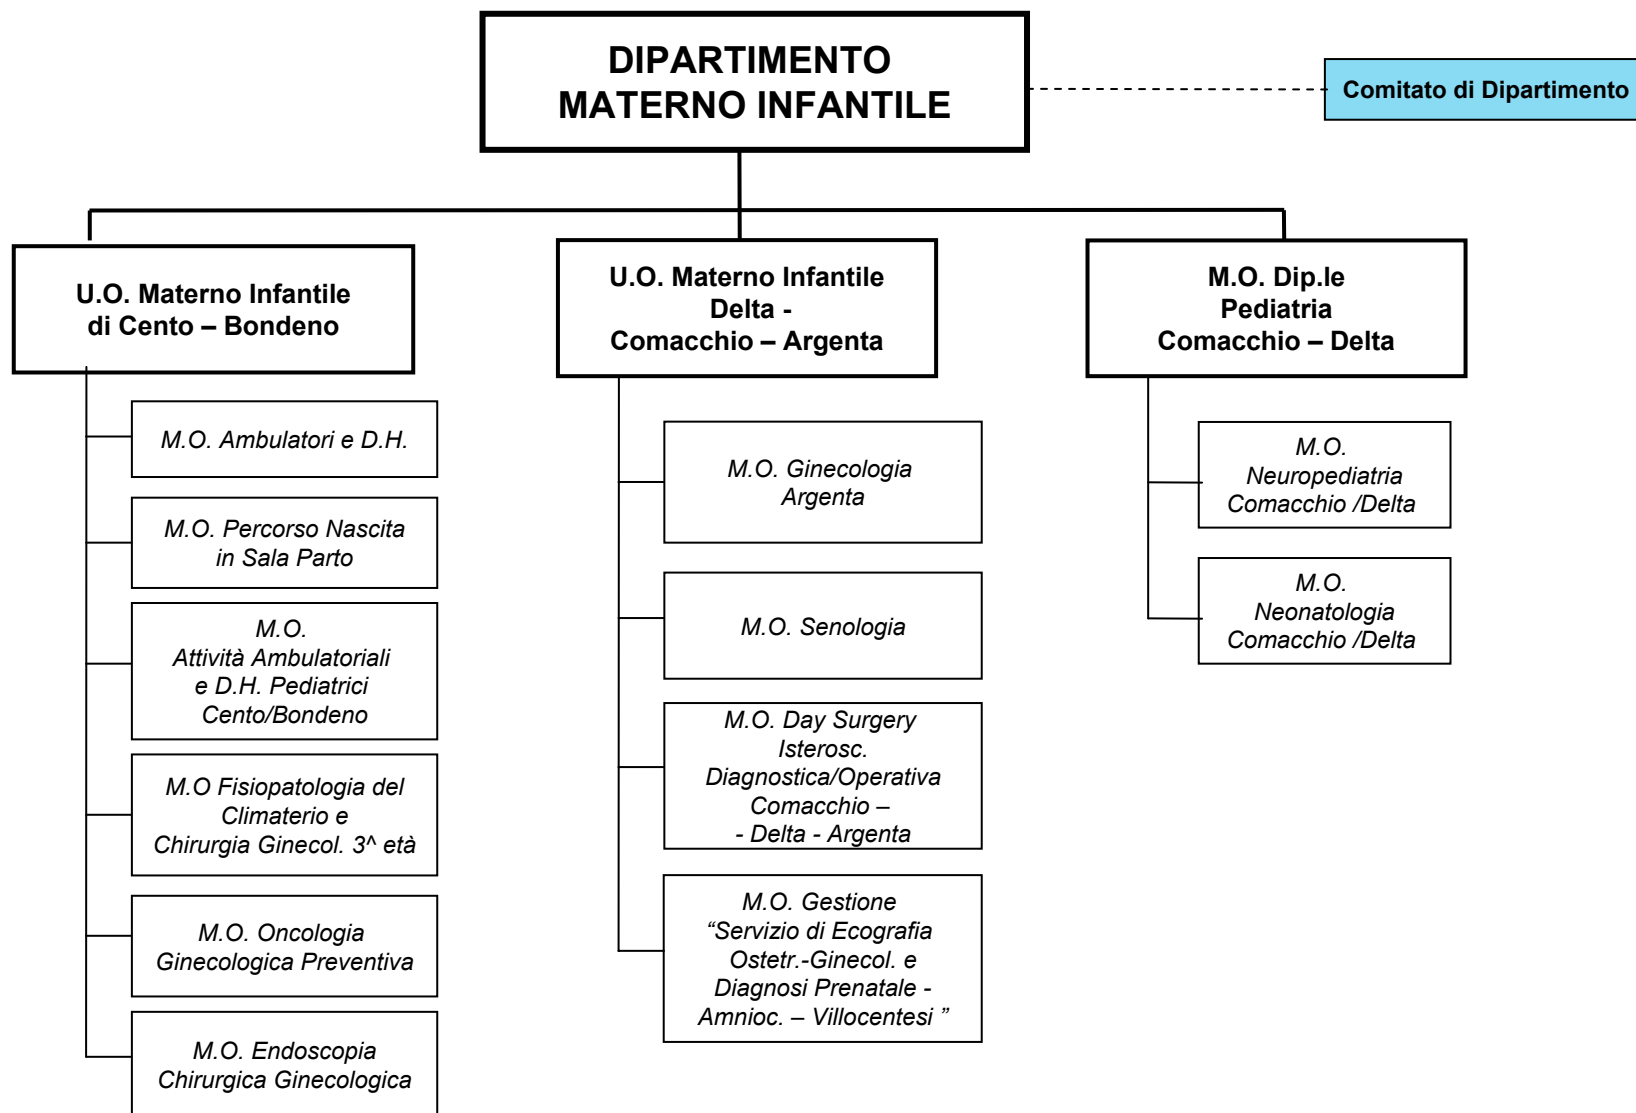 DIPARTIMENTO
MATERNO INFANTILE
Comitato di Dipartimento
U.O. Materno Infantile
di Cento – Bondeno
M.O. Ambulatori e D.H.
M.O. Percorso Nascita
in Sala Parto
M.O.
Attività Ambulatoriali
e D.H. Pediatrici
Cento/Bondeno
M.O Fisiopatologia del
Climaterio e
Chirurgia Ginecol. 3^ età
M.O. Oncologia
Ginecologica Preventiva
M.O. Endoscopia
Chirurgica Ginecologica
U.O. Materno Infantile
Delta -
Comacchio – Argenta
M.O. Ginecologia
Argenta
M.O. Senologia
M.O. Day Surgery
Isterosc.
Diagnostica/Operativa
Comacchio –
- Delta - Argenta
M.O. Gestione
“Servizio di Ecografia
Ostetr.-Ginecol. e
Diagnosi Prenatale -
Amnioc. – Villocentesi ”
M.O. Dip.le
Pediatria
Comacchio – Delta
M.O.
Neuropediatria
Comacchio /Delta
M.O.
Neonatologia
Comacchio /Delta